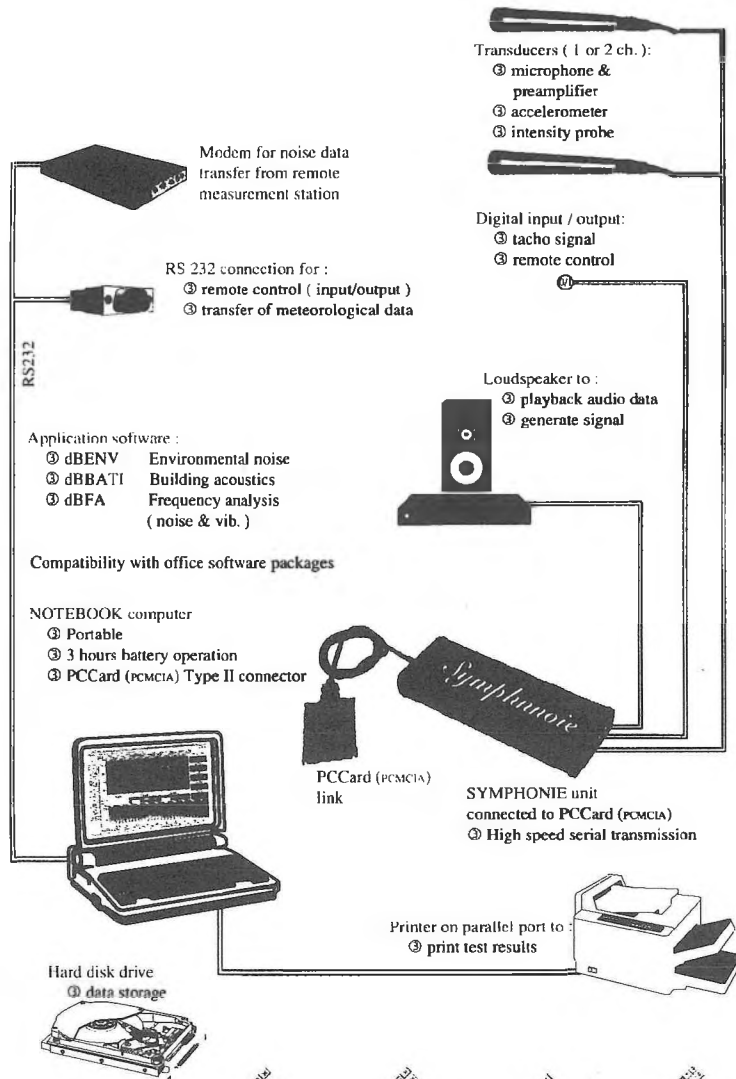 Transducers ( 1 or 2 ch. ):
③ microphone &
preamplifier
③ accelerometer
③ intensity probe
Modem for noise data
transfer from remote
measurement station
Digital input / output:
③ tacho signal
③ remote control
0/1
RS 232 connection for :
③ remote control ( input/output )
③ transfer of meteorological data
RS232
Loudspeaker to :
③ playback audio data
③ generate signal
Application software :
③ dBENV Environmental noise
③ dBBATI Building acoustics
③ dBFA Frequency analysis
( noise & vib. )
Compatibility with office software packages
NOTEBOOK computer
③ Portable
③ 3 hours battery operation
③ PCCard (PCMCIA) Type II connector
Symphonie
PCCard (PCMCIA)
link
SYMPHONIE unit
connected to PCCard (PCMCIA)
③ High speed serial transmission
Printer on parallel port to :
③ print test results
Hard disk drive
③ data storage